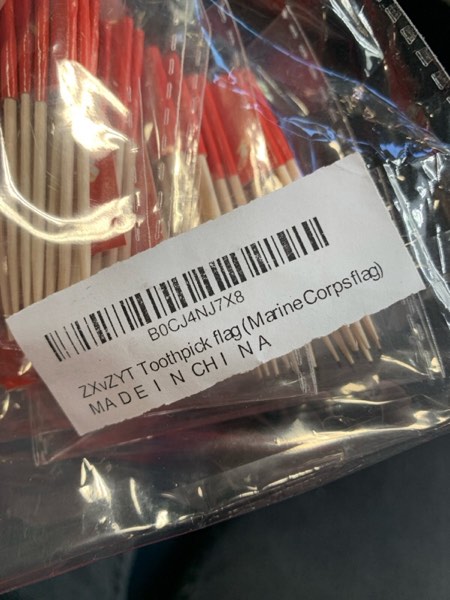 B0CJ4NJ7X8
ZXvZYT Toothpick flag (Marine Corps flag)
MADE IN CHINA